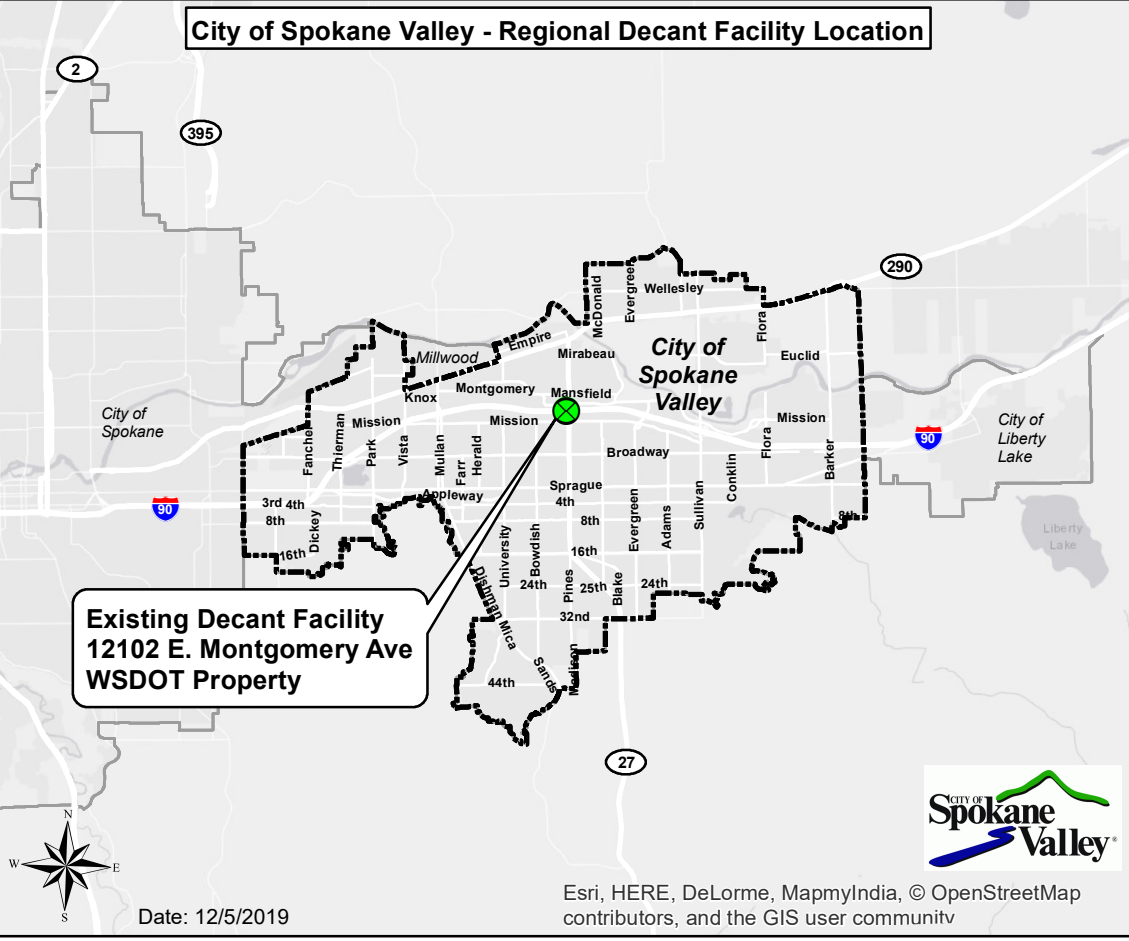 City of Spokane Valley - Regional Decant Facility Location
2
395
290
McDonald
Evergreen
Wellesley
Flora
Empire
Mirabeau
Millwood
City of
Spokane
Valley
Euclid
Montgomery
Mansfield
Knox
City of
Spokane
Mission
Mission
Mission
City of
Liberty
Lake
90
Fancher
Thierman
Park
Vista
Mullan
Farr
Herald
Broadway
Flora
Barker
Conklin
Appleway
Sprague
Sullivan
3rd 4th
4th
90
8th
8th
8th
Dickey
Evergreen
Adams
Liberty
Lake
16th
University
Bowdish
16th
24th
Pines
25th
Blake
24th
Dishman Mica
32nd
Existing Decant Facility
12102 E. Montgomery Ave
WSDOT Property
Sands
Madison
44th
27
CITY OF
Spokane
Valley®
N
W
E
S
Date: 12/5/2019
Esri, HERE, DeLorme, MapmyIndia, © OpenStreetMap
contributors, and the GIS user community